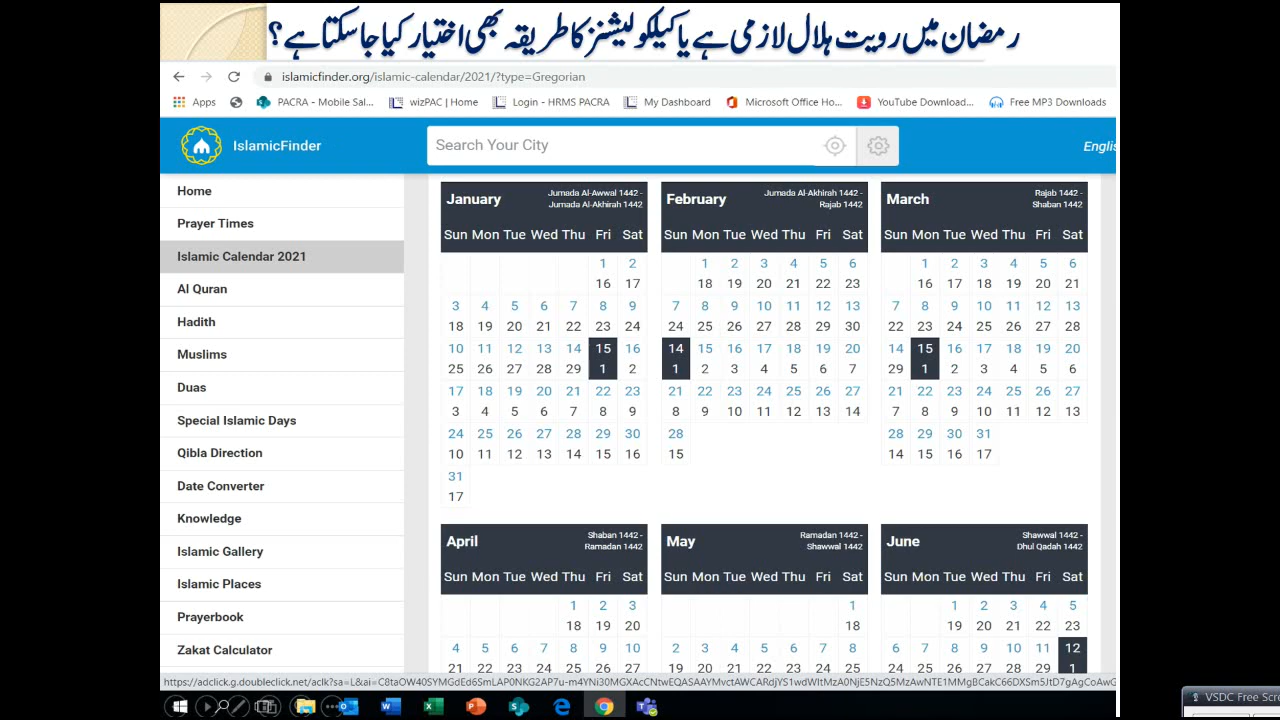 رمضان میں رویت ہلال لازمی ہے یا کیلکولیشنز کا طریقہ بھی اختیار کیا جا سکتا ہے؟
islamicfinder.org/islamic-calendar/2021/?type=Gregorian
Apps PACRA - Mobile Sal... wizPAC | Home Login - HRMS PACRA My Dashboard Microsoft Office Ho... YouTube Download... Free MP3 Downloads
IslamicFinder Search Your City Englis
Home
Prayer Times
Islamic Calendar 2021
Al Quran
Hadith
Muslims
Duas
Special Islamic Days
Qibla Direction
Date Converter
Knowledge
Islamic Gallery
Islamic Places
Prayerbook
Zakat Calculator
January Jumada Al-Awwal 1442 -
Jumada Al-Akhirah 1442
Sun Mon Tue Wed Thu Fri Sat
1 2
16 17
3 4 5 6 7 8 9
18 19 20 21 22 23 24
10 11 12 13 14 15 16
25 26 27 28 29 1 2
17 18 19 20 21 22 23
3 4 5 6 7 8 9
24 25 26 27 28 29 30
10 11 12 13 14 15 16
31
17
February Jumada Al-Akhirah 1442 -
Rajab 1442
Sun Mon Tue Wed Thu Fri Sat
1 2 3 4 5 6
18 19 20 21 22 23
7 8 9 10 11 12 13
24 25 26 27 28 29 30
14 15 16 17 18 19 20
1 2 3 4 5 6 7
21 22 23 24 25 26 27
8 9 10 11 12 13 14
28
15
March Rajab 1442 -
Shaban 1442
Sun Mon Tue Wed Thu Fri Sat
1 2 3 4 5 6
16 17 18 19 20 21
7 8 9 10 11 12 13
22 23 24 25 26 27 28
14 15 16 17 18 19 20
29 1 2 3 4 5 6
21 22 23 24 25 26 27
7 8 9 10 11 12 13
28 29 30 31
14 15 16 17
April Shaban 1442 -
Ramadan 1442
Sun Mon Tue Wed Thu Fri Sat
1 2 3
18 19 20
4 5 6 7 8 9 10
21 22 23 24 25 26 27
May Ramadan 1442 -
Shawwal 1442
Sun Mon Tue Wed Thu Fri Sat
1
18
2 3 4 5 6 7 8
19 20 21 22 23 24 25
June Shawwal 1442 -
Dhul Qadah 1442
Sun Mon Tue Wed Thu Fri Sat
1 2 3 4 5
19 20 21 22 23
6 7 8 9 10 11 12
24 25 26 27 28 29 1
VSDC Free Scre